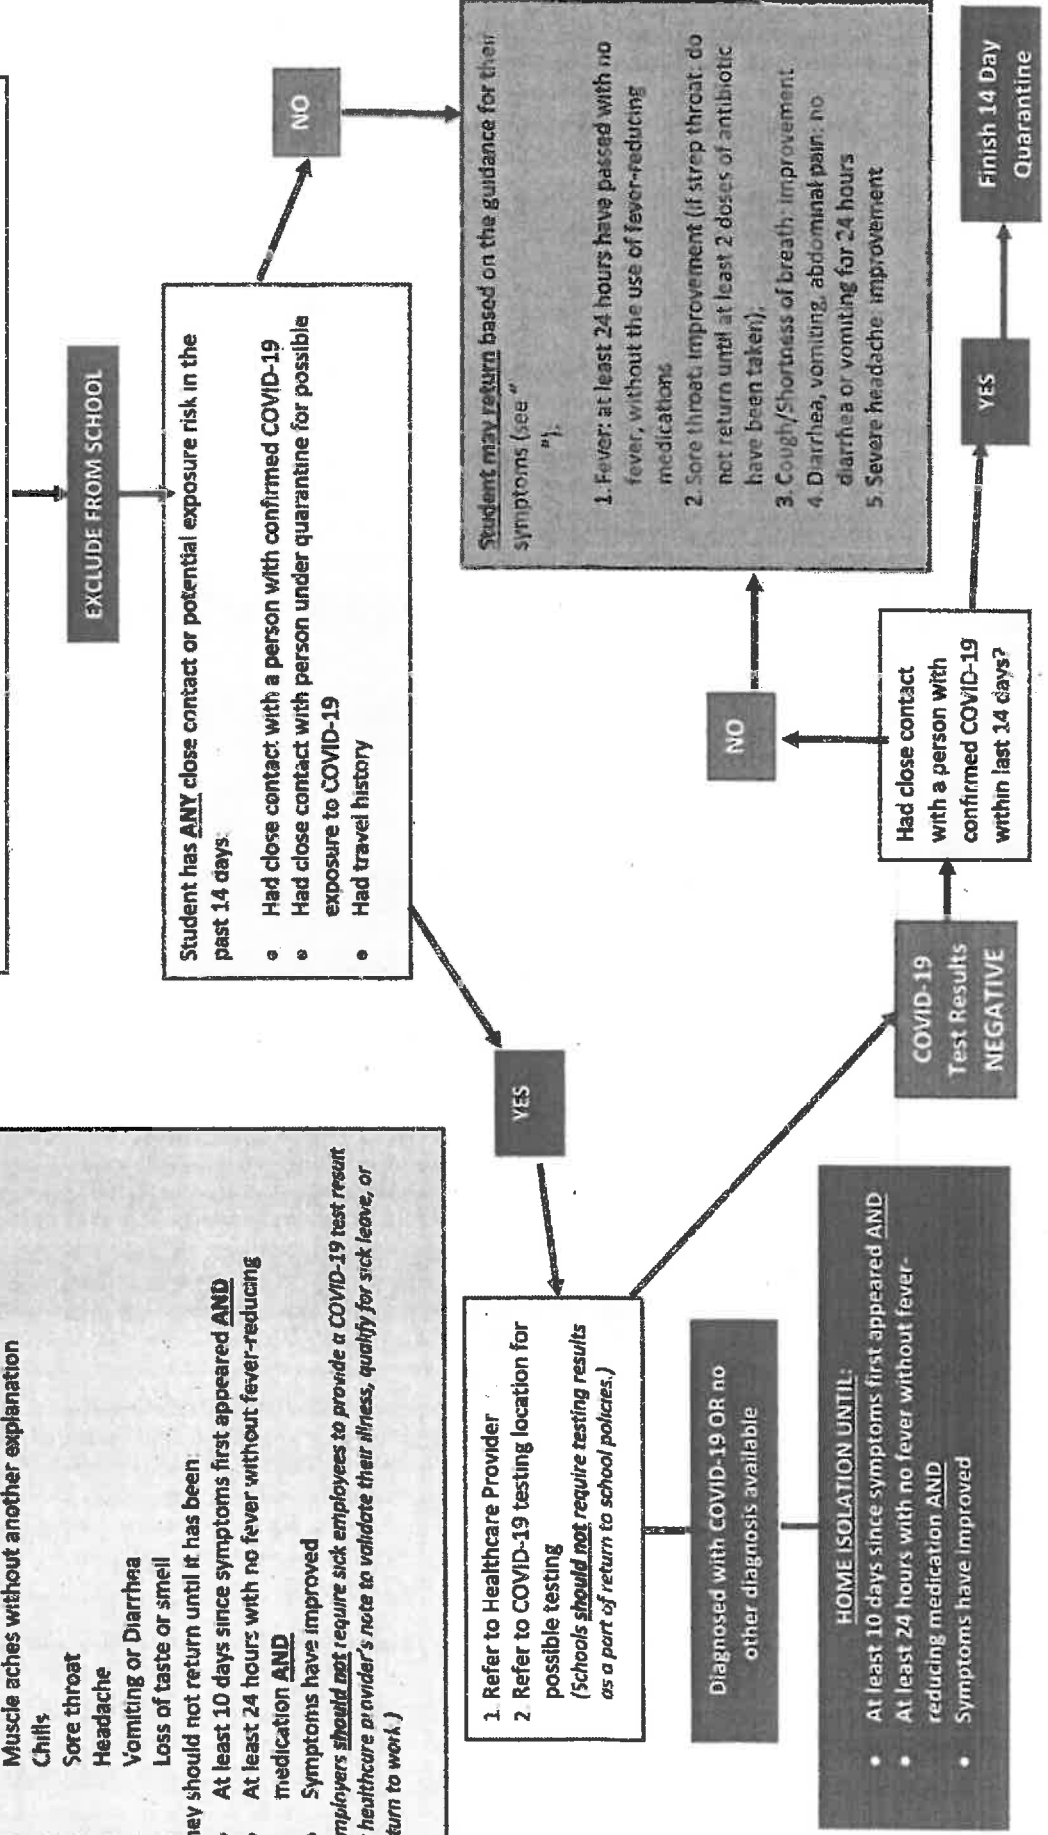 Muscle aches without another explanation
Chills
Sore throat
Headache
Vomiting or Diarrhea
Loss of taste or smell
ey should not return until it has been:
At least 10 days since symptoms first appeared AND
At least 24 hours with no fever without fever-reducing
medication AND
Symptoms have improved
mployers should not require sick employees to provide a COVID-19 test result
healthcare provider's note to validate their illness, qualify for sick leave, or
turn to work.)
EXCLUDE FROM SCHOOL
Student has ANY close contact or potential exposure risk in the
past 14 days:
• Had close contact with a person with confirmed COVID-19
• Had close contact with person under quarantine for possible
exposure to COVID-19
• Had travel history
NO
YES
1. Refer to Healthcare Provider
2. Refer to COVID-19 testing location for
possible testing
(Schools should not require testing results
as a part of return to school policies.)
Student may return based on the guidance for their
symptoms (see "
"):
1. Fever: at least 24 hours have passed with no
fever, without the use of fever-reducing
medications
2. Sore throat: improvement (if strep throat: do
not return until at least 2 doses of antibiotic
have been taken);
3. Cough/Shortness of breath: improvement
4. Diarrhea, vomiting, abdominal pain: no
diarrhea or vomiting for 24 hours
5. Severe headache: improvement
Diagnosed with COVID-19 OR no
other diagnosis available
HOME ISOLATION UNTIL:
• At least 10 days since symptoms first appeared AND
• At least 24 hours with no fever without fever-
reducing medication AND
• Symptoms have improved
COVID-19
Test Results
NEGATIVE
Had close contact
with a person with
confirmed COVID-19
within last 14 days?
NO
YES
Finish 14 Day
Quarantine